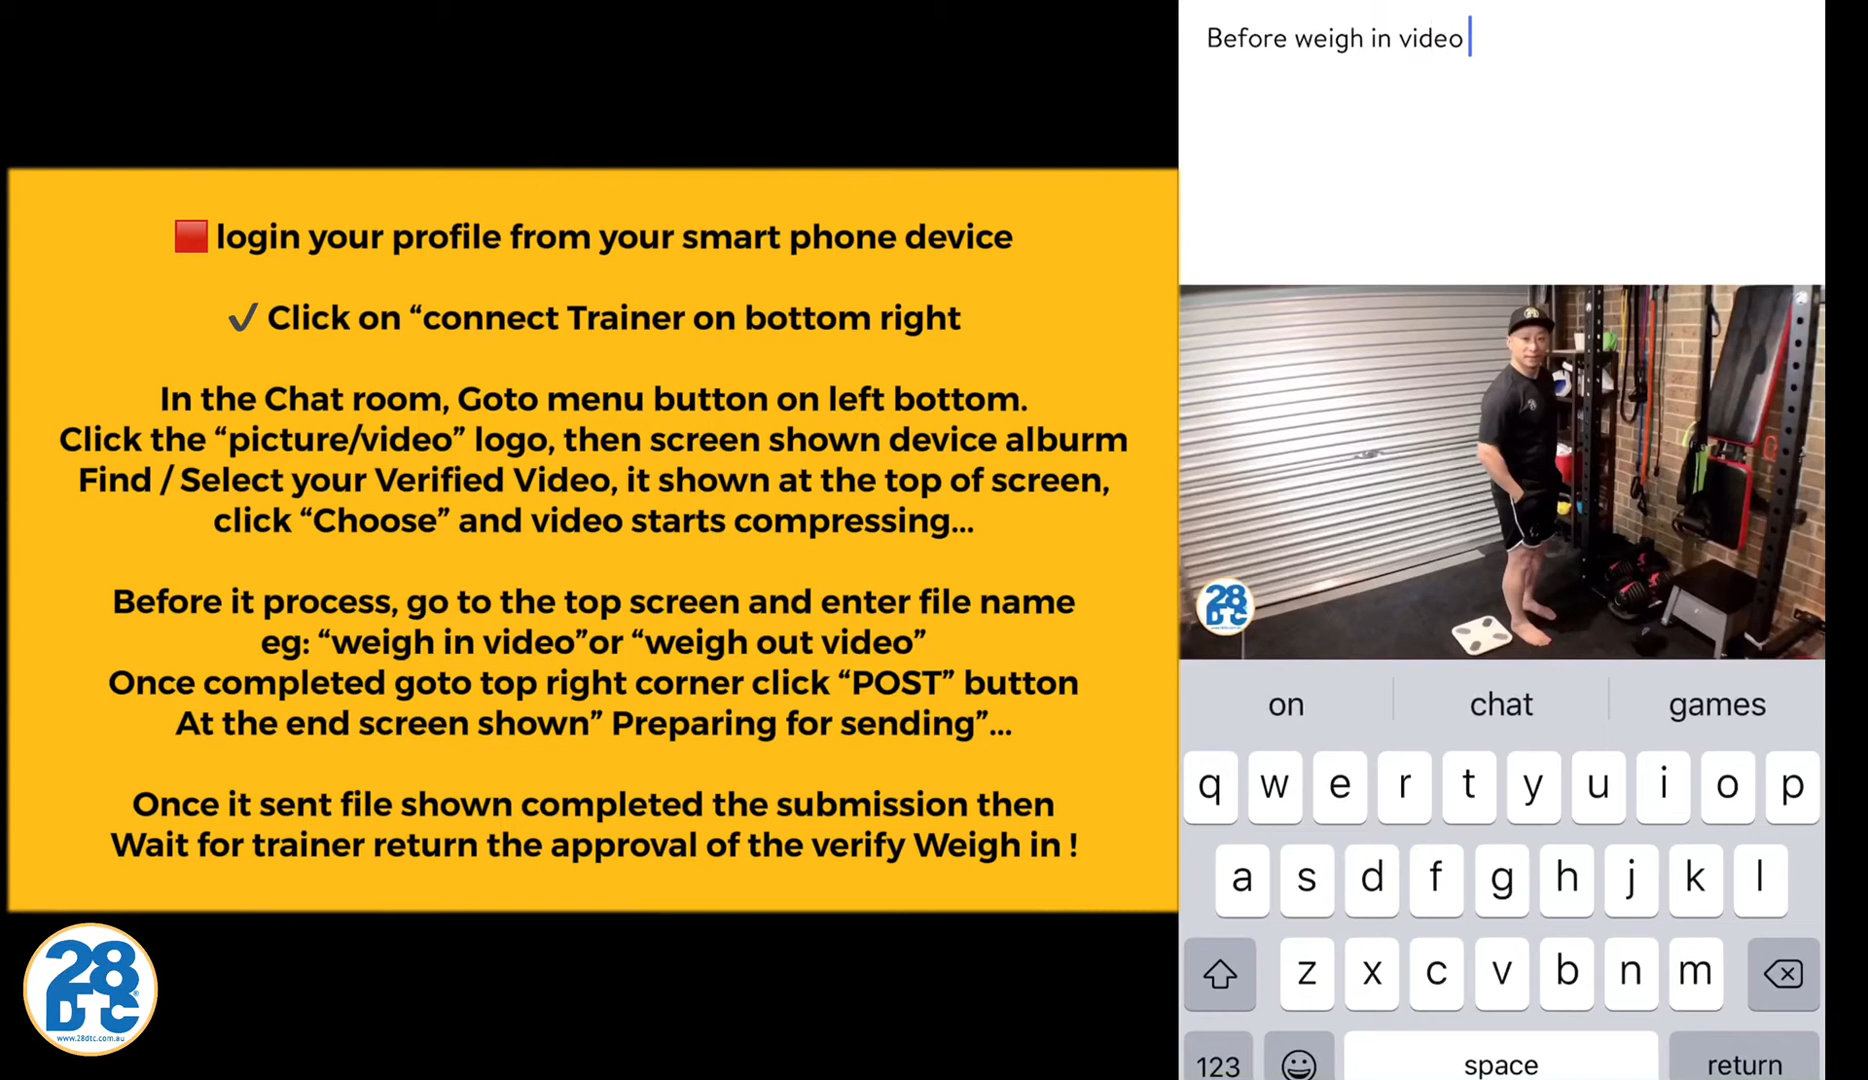 Before weigh in video
🟥 login your profile from your smart phone device
✔ Click on “connect Trainer on bottom right
In the Chat room, Goto menu button on left bottom.
Click the “picture/video” logo, then screen shown device alburm
Find / Select your Verified Video, it shown at the top of screen,
click “Choose” and video starts compressing...
Before it process, go to the top screen and enter file name
eg: “weigh in video”or “weigh out video”
Once completed goto top right corner click “POST” button
At the end screen shown” Preparing for sending”...
Once it sent file shown completed the submission then
Wait for trainer return the approval of the verify Weigh in !
28
DTC
www.28dtc.com.au
28
DTC
on chat games
q w e r t y u i o p
a s d f g h j k l
z x c v b n m
123 space return